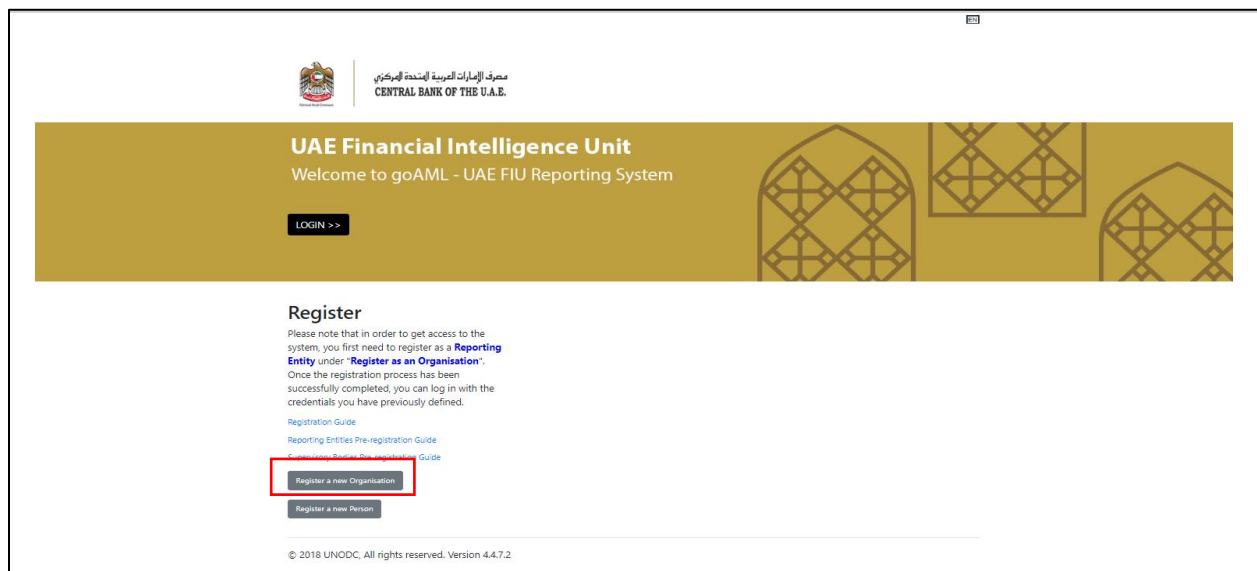 EN
مصرف الإمارات العربية المتحدة المركزي
CENTRAL BANK OF THE U.A.E.
UAE Financial Intelligence Unit
Welcome to goAML - UAE FIU Reporting System
LOGIN >>
Register
Please note that in order to get access to the
system, you first need to register as a Reporting
Entity under "Register as an Organisation".
Once the registration process has been
successfully completed, you can log in with the
credentials you have previously defined.
Registration Guide
Reporting Entities Pre-registration Guide
Supervisory Bodies Pre-registration Guide
Register a new Organisation
Register a new Person
© 2018 UNODC, All rights reserved. Version 4.4.7.2